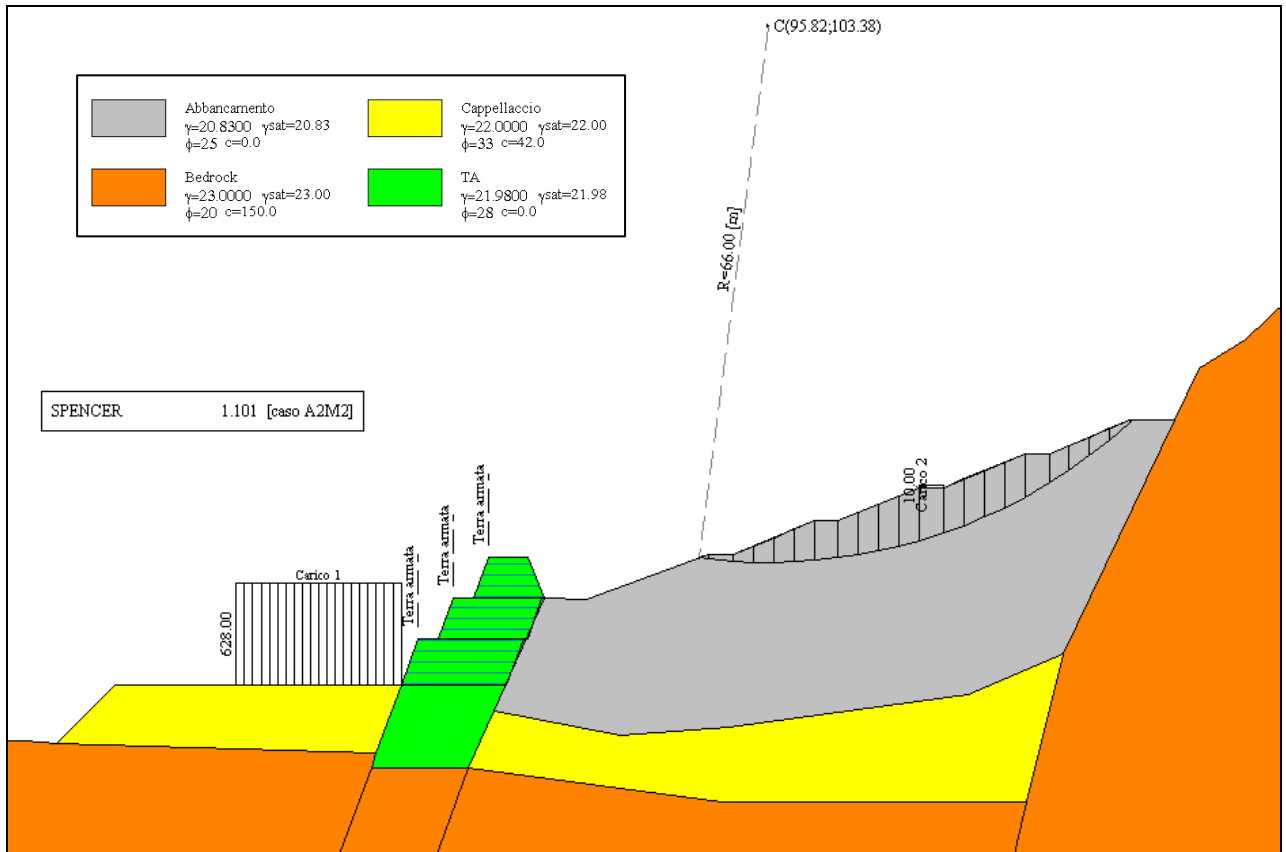 C(95.82;103.38)
Abbancamento
γ=20.8300 γsat=20.83
ϕ=25 c=0.0
Cappellaccio
γ=22.0000 γsat=22.00
ϕ=33 c=42.0
Bedrock
γ=23.0000 γsat=23.00
ϕ=20 c=150.0
TA
γ=21.9800 γsat=21.98
ϕ=28 c=0.0
R=66.00 [m]
SPENCER 1.101 [caso A2M2]
10.00
Carico 2
Terra armata
Terra armata
Terra armata
Carico 1
628.00